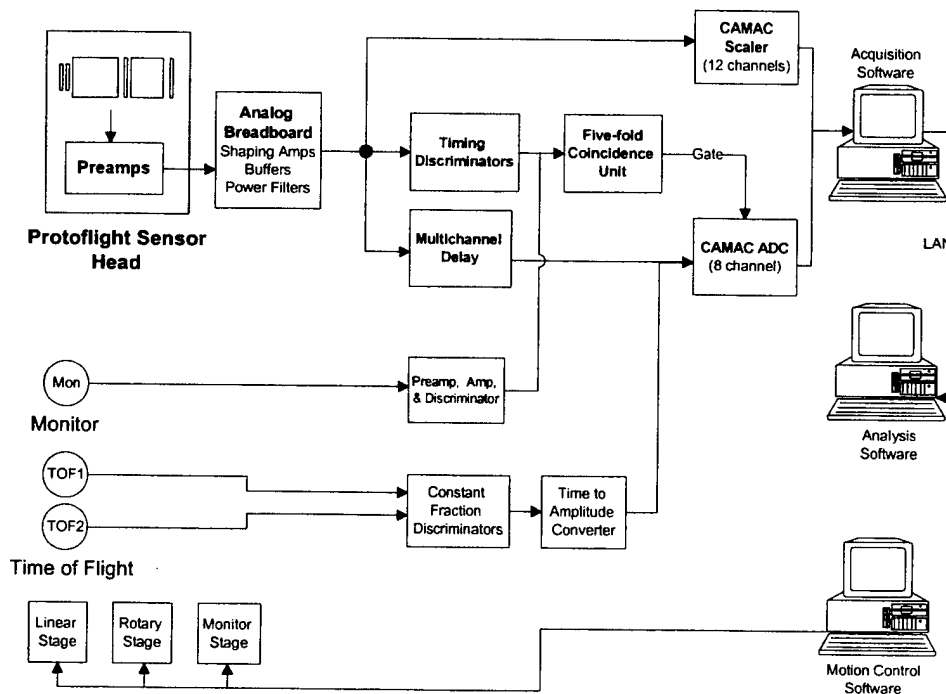 CAMAC
Scaler
(12 channels)
Acquisition
Software
Analog
Breadboard
Shaping Amps
Buffers
Power Filters
Preamps
Timing
Discriminators
Five-fold
Coincidence
Unit
Gate
Protoflight Sensor
Head
Multichannel
Delay
CAMAC ADC
(8 channel)
LAN
Mon
Monitor
Preamp, Amp,
& Discriminator
Analysis
Software
TOF1
TOF2
Time of Flight
Constant
Fraction
Discriminators
Time to
Amplitude
Converter
Linear
Stage
Rotary
Stage
Monitor
Stage
Motion Control
Software